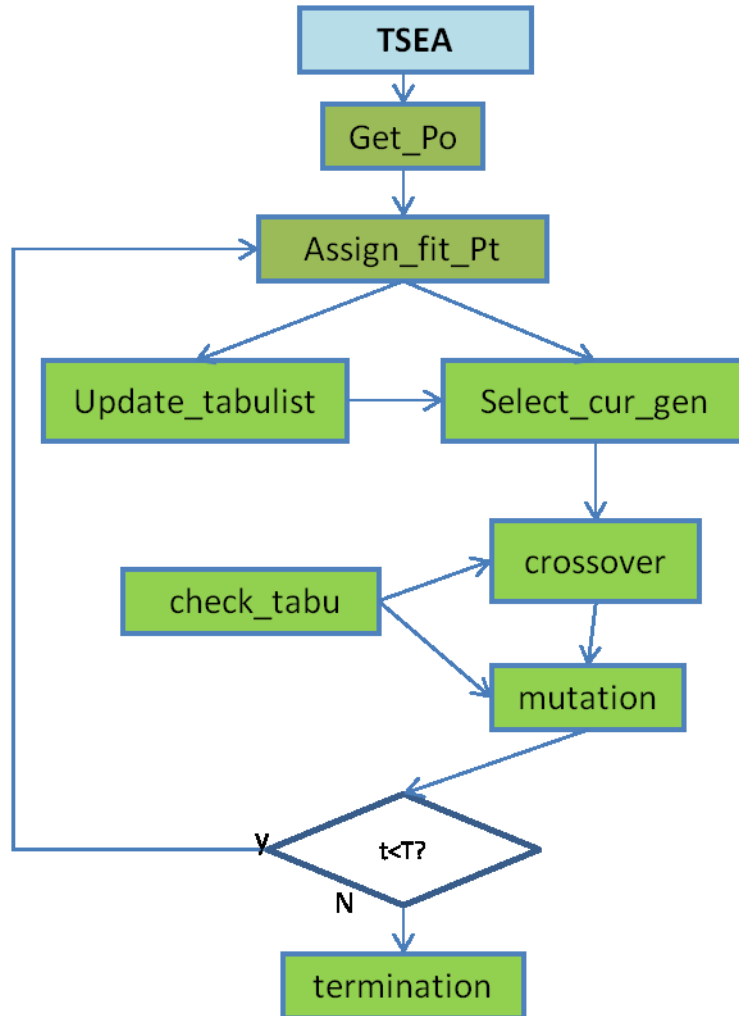 TSEA
Get_Po
Assign_fit_Pt
Update_tabulist
Select_cur_gen
crossover
check_tabu
mutation
y
t<T?
N
termination